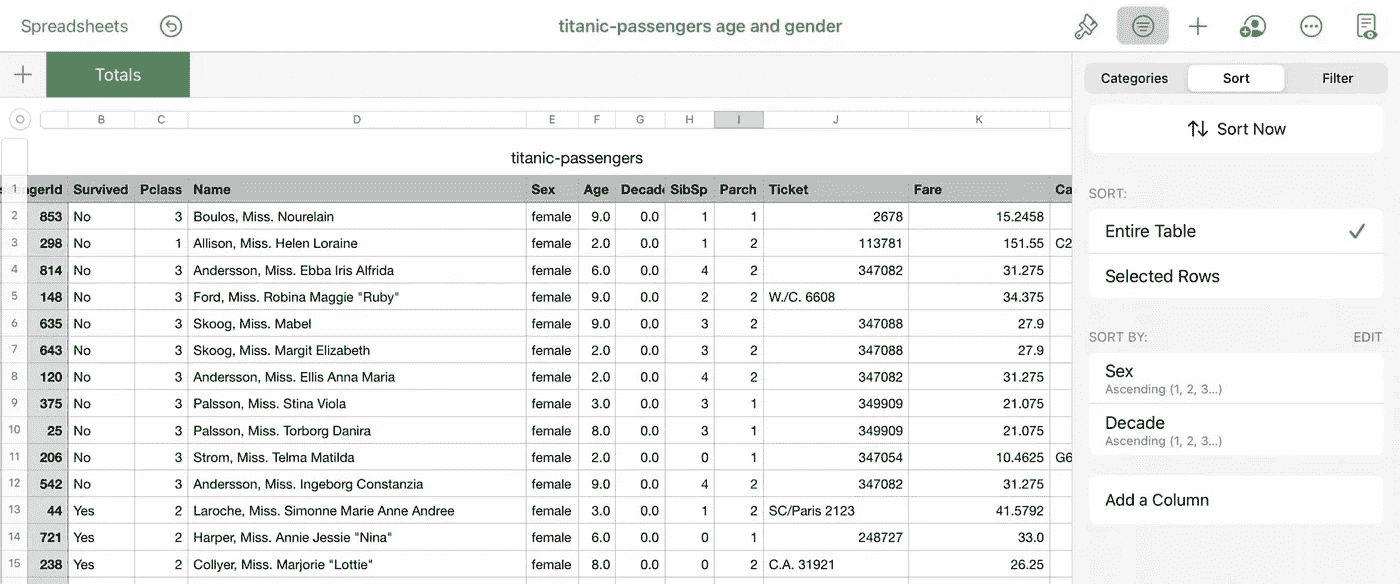 Spreadsheets titanic-passengers age and gender
Totals
Categories Sort Filter
B C D E F G H I J K
Sort Now
titanic-passengers
1 ngerId Survived Pclass Name Sex Age Decade SibSp Parch Ticket Fare Ca
SORT:
2 853 No 3 Boulos, Miss. Nourelain female 9.0 0.0 1 1 2678 15.2458
Entire Table
3 298 No 1 Allison, Miss. Helen Loraine female 2.0 0.0 1 2 113781 151.55 C2
4 814 No 3 Andersson, Miss. Ebba Iris Alfrida female 6.0 0.0 4 2 347082 31.275
Selected Rows
5 148 No 3 Ford, Miss. Robina Maggie "Ruby" female 9.0 0.0 2 2 W./C. 6608 34.375
6 635 No 3 Skoog, Miss. Mabel female 9.0 0.0 3 2 347088 27.9
SORT BY: EDIT
7 643 No 3 Skoog, Miss. Margit Elizabeth female 2.0 0.0 3 2 347088 27.9
Sex
8 120 No 3 Andersson, Miss. Ellis Anna Maria female 2.0 0.0 4 2 347082 31.275
Ascending (1, 2, 3...)
9 375 No 3 Palsson, Miss. Stina Viola female 3.0 0.0 3 1 349909 21.075
Decade
10 25 No 3 Palsson, Miss. Torborg Danira female 8.0 0.0 3 1 349909 21.075
Ascending (1, 2, 3...)
11 206 No 3 Strom, Miss. Telma Matilda female 2.0 0.0 0 1 347054 10.4625 G6
12 542 No 3 Andersson, Miss. Ingeborg Constanzia female 9.0 0.0 4 2 347082 31.275
Add a Column
13 44 Yes 2 Laroche, Miss. Simonne Marie Anne Andree female 3.0 0.0 1 2 SC/Paris 2123 41.5792
14 721 Yes 2 Harper, Miss. Annie Jessie "Nina" female 6.0 0.0 0 1 248727 33.0
15 238 Yes 2 Collyer, Miss. Marjorie "Lottie" female 8.0 0.0 0 2 C.A. 31921 26.25